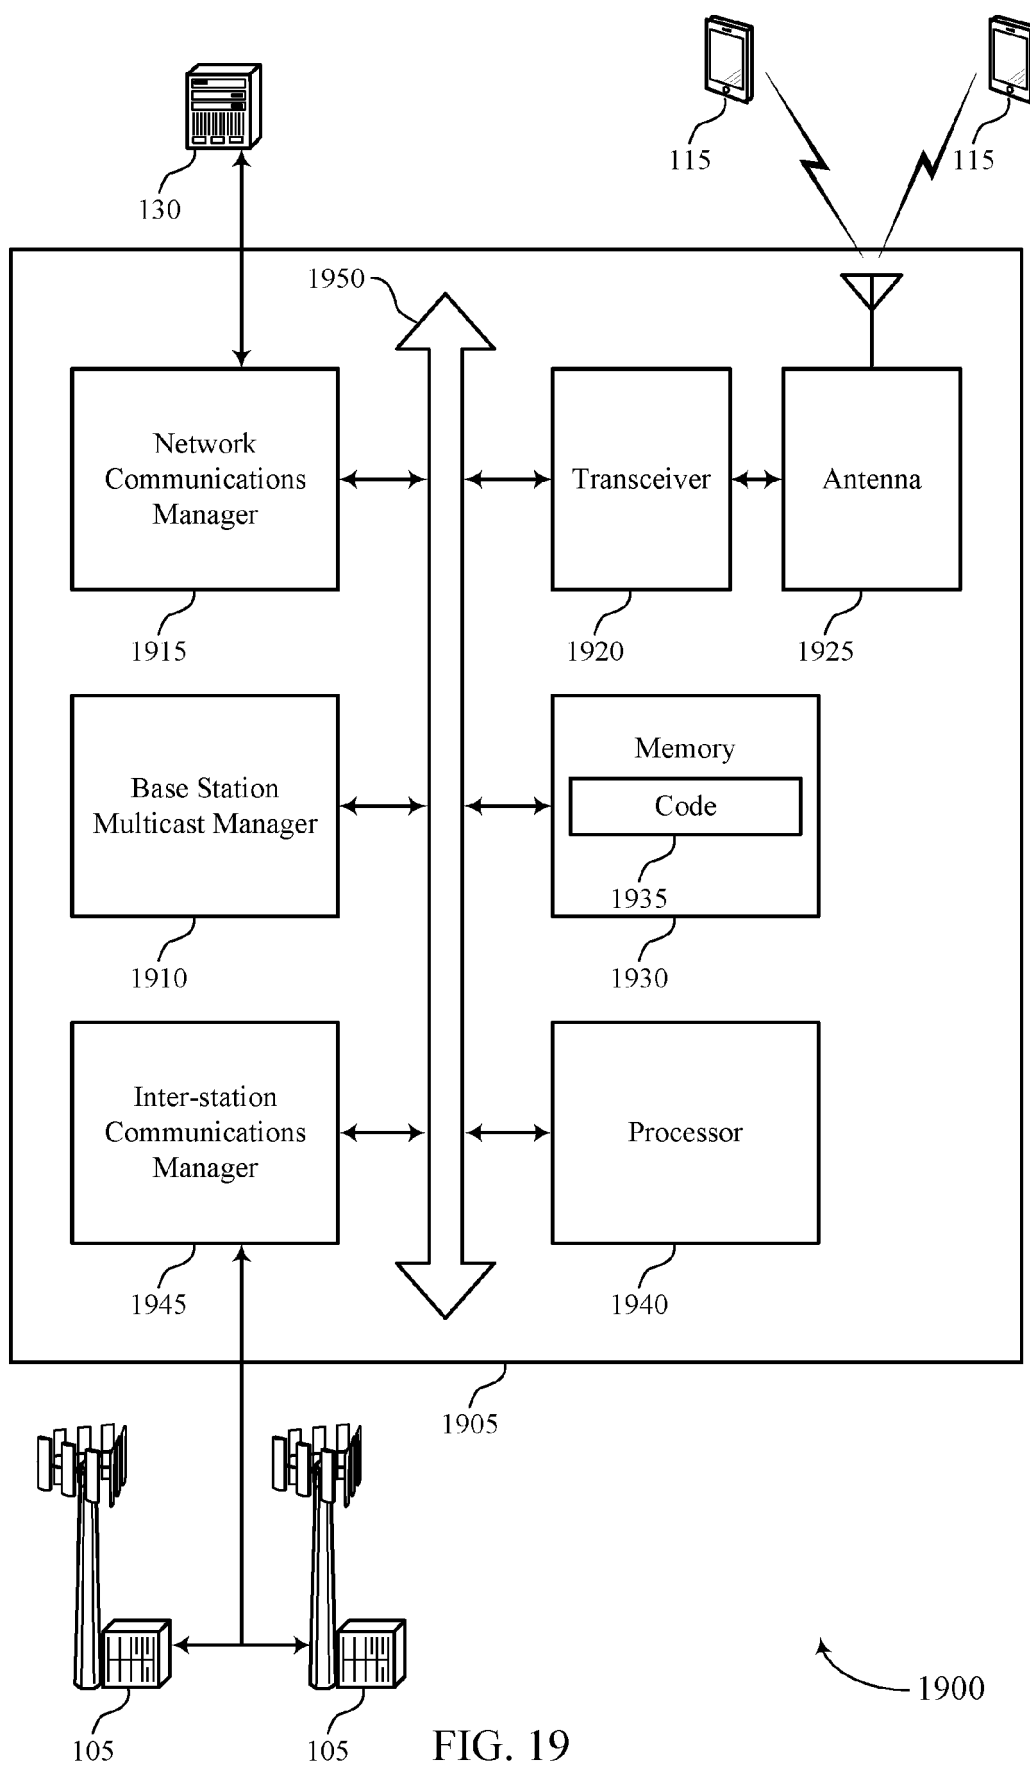 115
115
130
1950
Network
Communications
Manager
Transceiver
Antenna
1915
1920
1925
Base Station
Multicast Manager
Memory
Code
1935
1910
1930
Inter-station
Communications
Manager
Processor
1945
1940
1905
1900
105
105
FIG. 19